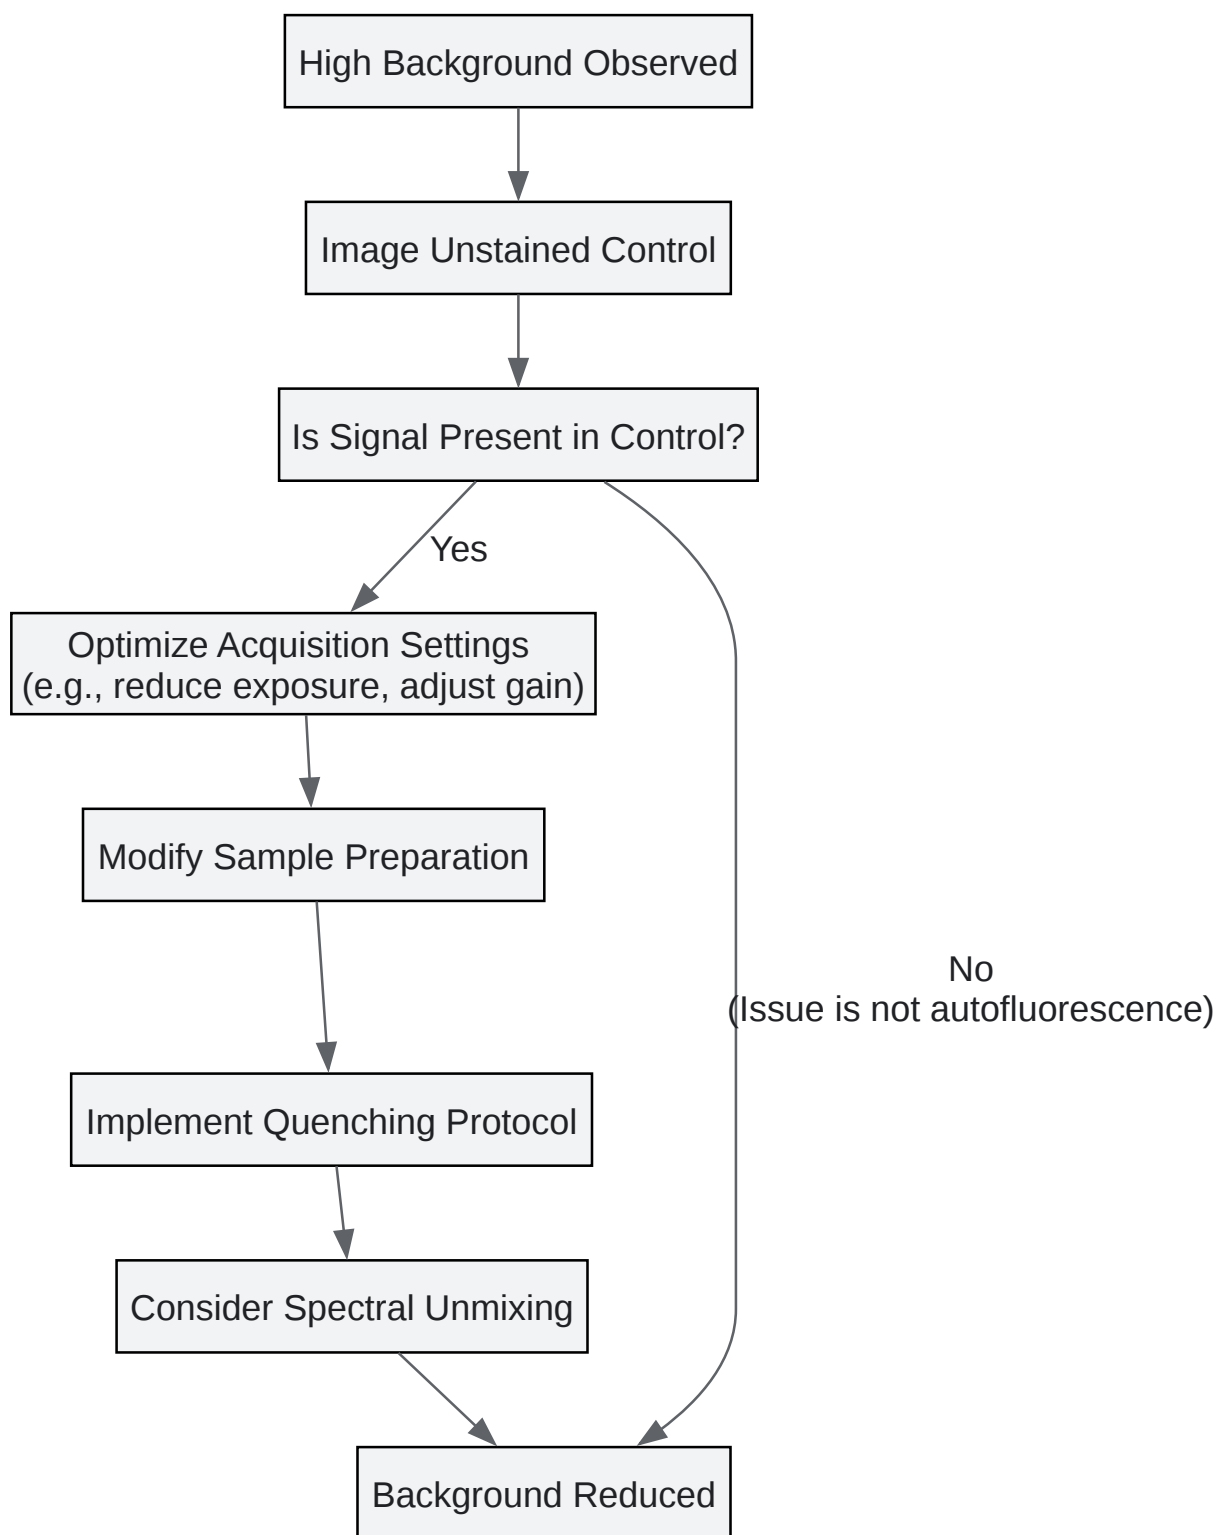 High Background Observed
Image Unstained Control
Is Signal Present in Control?
Yes
Optimize Acquisition Settings
(e.g., reduce exposure, adjust gain)
Modify Sample Preparation
No
(Issue is not autofluorescence)
Implement Quenching Protocol
Consider Spectral Unmixing
Background Reduced